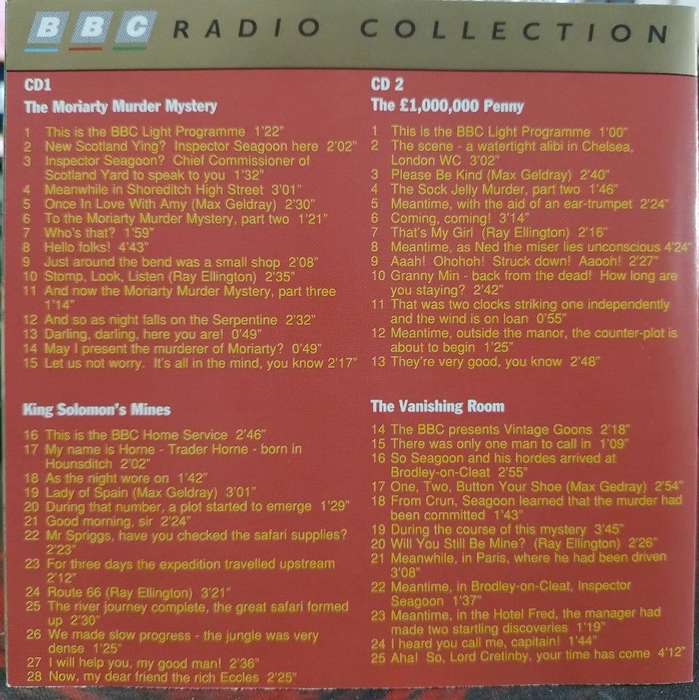 BBC RADIO COLLECTION
CD1
The Moriarty Murder Mystery
1 This is the BBC Light Programme 1'22"
2 New Scotland Ying? Inspector Seagoon here 2'02"
3 Inspector Seagoon? Chief Commissioner of
Scotland Yard to speak to you 1'32"
4 Meanwhile in Shoreditch High Street 3'01"
5 Once In Love With Amy (Max Geldray) 2'30"
6 To the Moriarty Murder Mystery, part two 1'21"
7 Who's that? 1'59"
8 Hello folks! 4'43"
9 Just around the bend was a small shop 2'08"
10 Stomp, Look, Listen (Ray Ellington) 2'35"
11 And now the Moriarty Murder Mystery, part three
1'14"
12 And so as night falls on the Serpentine 2'32"
13 Darling, darling, here you are! 0'49"
14 May I present the murderer of Moriarty? 0'49"
15 Let us not worry. It's all in the mind, you know 2'17"
King Solomon's Mines
16 This is the BBC Home Service 2'46"
17 My name is Horne - Trader Horne - born in
Hounsditch 2'02"
18 As the night wore on 1'42"
19 Lady of Spain (Max Geldray) 3'01"
20 During that number, a plot started to emerge 1'29"
21 Good morning, sir 2'24"
22 Mr Spriggs, have you checked the safari supplies?
2'23"
23 For three days the expedition travelled upstream
2'12"
24 Route 66 (Ray Ellington) 3'21"
25 The river journey complete, the great safari formed
up 2'30"
26 We made slow progress - the jungle was very
dense 1'25"
27 I will help you, my good man! 2'36"
28 Now, my dear friend the rich Eccles 2'25"
CD 2
The £1,000,000 Penny
1 This is the BBC Light Programme 1'00"
2 The scene - a watertight alibi in Chelsea,
London WC 3'02"
3 Please Be Kind (Max Geldray) 2'40"
4 The Sock Jelly Murder, part two 1'46"
5 Meantime, with the aid of an ear-trumpet 2'24"
6 Coming, coming! 3'14"
7 That's My Girl (Ray Ellington) 2'16"
8 Meantime, as Ned the miser lies unconscious 4'24"
9 Aaah! Ohohoh! Struck down! Aaooh! 2'27"
10 Granny Min - back from the dead! How long are
you staying? 2'42"
11 That was two clocks striking one independently
and the wind is on loan 0'55"
12 Meantime, outside the manor, the counter-plot is
about to begin 1'25"
13 They're very good, you know 2'48"
The Vanishing Room
14 The BBC presents Vintage Goons 2'18"
15 There was only one man to call in 1'09"
16 So Seagoon and his hordes arrived at
Brodley-on-Cleat 2'55"
17 One, Two, Button Your Shoe (Max Gedray) 2'54"
18 From Crun, Seagoon learned that the murder had
been committed 1'43"
19 During the course of this mystery 3'45"
20 Will You Still Be Mine? (Ray Ellington) 2'26"
21 Meanwhile, in Paris, where he had been driven
3'08"
22 Meantime, in Brodley-on-Cleat, Inspector
Seagoon 1'37"
23 Meantime, in the Hotel Fred, the manager had
made two startling discoveries 1'19"
24 I heard you call me, capitain! 1'44"
25 Aha! So, Lord Cretinby, your time has come 4'12"